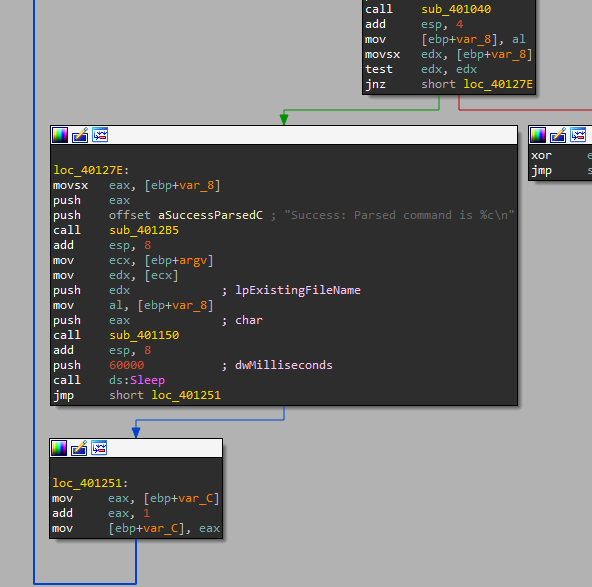 call sub_401040
add esp, 4
mov [ebp+var_8], al
movsx edx, [ebp+var_8]
test edx, edx
jnz short loc_40127E
loc_40127E:
movsx eax, [ebp+var_8]
push eax
push offset aSuccessParsedC ; "Success: Parsed command is %c\n"
call sub_4012B5
add esp, 8
mov ecx, [ebp+argv]
mov edx, [ecx]
push edx ; lpExistingFileName
mov al, [ebp+var_8]
push eax ; char
call sub_401150
add esp, 8
push 60000 ; dwMilliseconds
call ds:Sleep
jmp short loc_401251
xor
jmp
loc_401251:
mov eax, [ebp+var_C]
add eax, 1
mov [ebp+var_C], eax